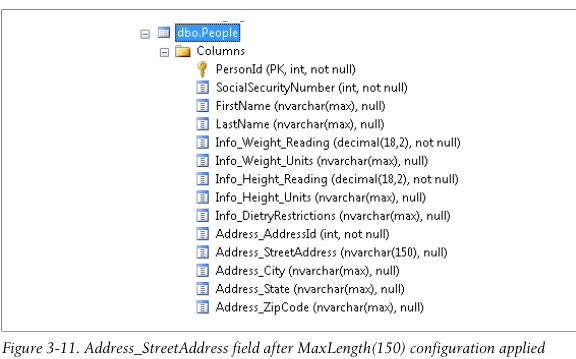 dbo.People
Columns
PersonId (PK, int, not null)
SocialSecurityNumber (int, not null)
FirstName (nvarchar(max), null)
LastName (nvarchar(max), null)
Info_Weight_Reading (decimal(18,2), not null)
Info_Weight_Units (nvarchar(max), null)
Info_Height_Reading (decimal(18,2), not null)
Info_Height_Units (nvarchar(max), null)
Info_DietryRestrictions (nvarchar(max), null)
Address_AddressId (int, not null)
Address_StreetAddress (nvarchar(150), null)
Address_City (nvarchar(max), null)
Address_State (nvarchar(max), null)
Address_ZipCode (nvarchar(max), null)
Figure 3-11. Address_StreetAddress field after MaxLength(150) configuration applied